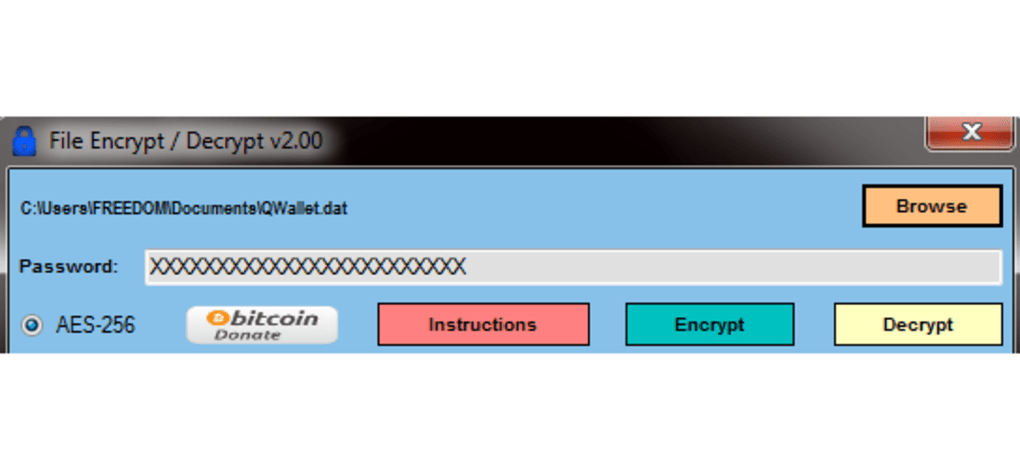 File Encrypt / Decrypt v2.00
X
C:\Users\FREEDOM\Documents\QWallet.dat
Browse
Password: XXXXXXXXXXXXXXXXXXXXXXXX
AES-256
bitcoin
Donate
Instructions
Encrypt
Decrypt